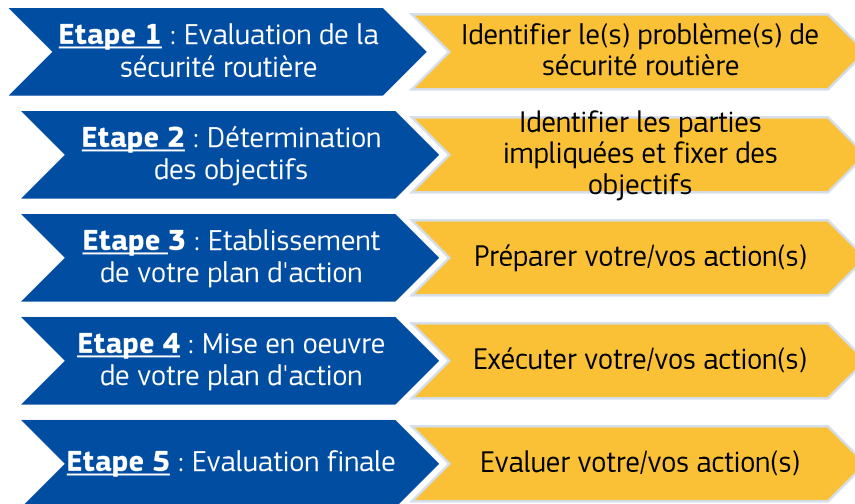 Etape 1 : Evaluation de la
sécurité routière
Identifier le(s) problème(s) de
sécurité routière
Etape 2 : Détermination
des objectifs
Identifier les parties
impliquées et fixer des
objectifs
Etape 3 : Etablissement
de votre plan d'action
Préparer votre/vos action(s)
Etape 4 : Mise en oeuvre
de votre plan d'action
Exécuter votre/vos action(s)
Etape 5 : Evaluation finale
Evaluer votre/vos action(s)